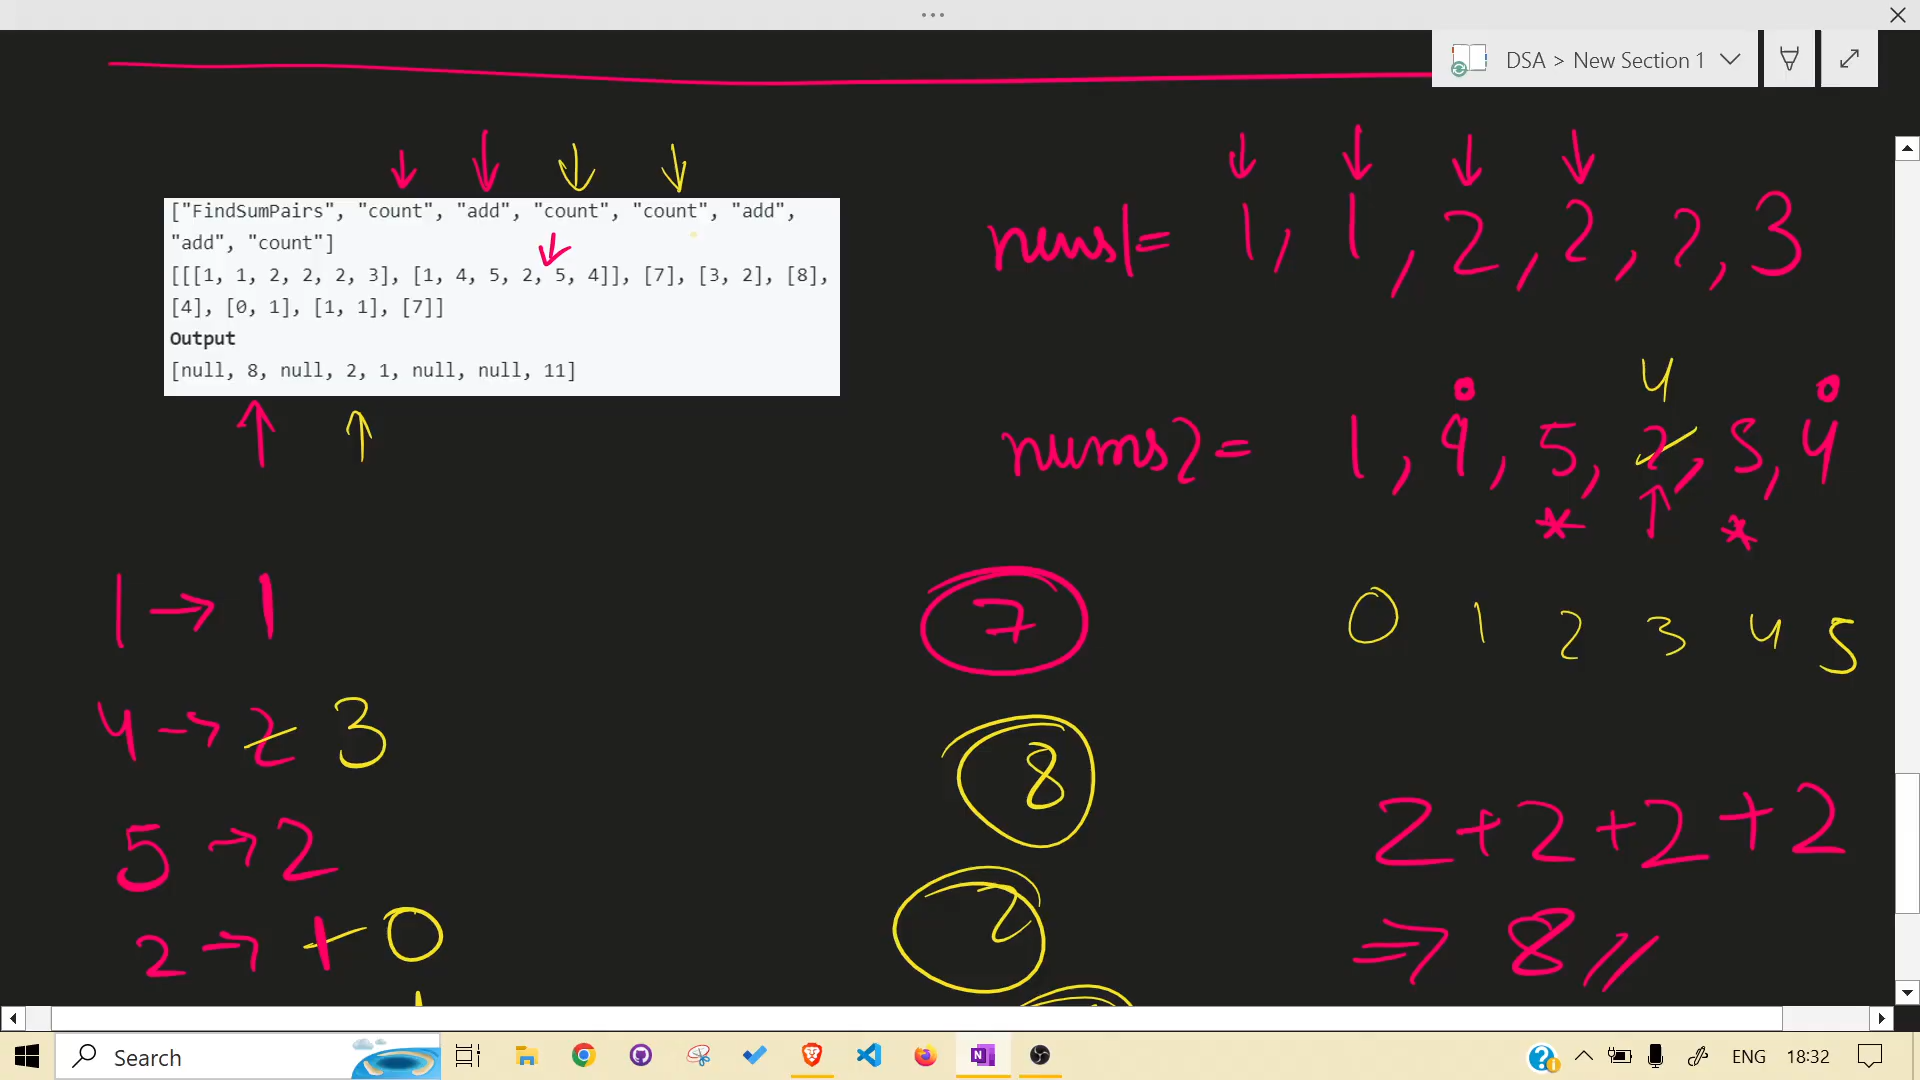 DSA > New Section 1
["FindSumPairs", "count", "add", "count", "count", "add",
"add", "count"]
[[[1, 1, 2, 2, 2, 3], [1, 4, 5, 2, 5, 4]], [7], [3, 2], [8],
[4], [0, 1], [1, 1], [7]]
Output
[null, 8, null, 2, 1, null, null, 11]
nums1= 1, 1, 2, 2, 2, 3
4
nums2= 1, 4, 5, 2, 5, 4
0 1 2 3 4 5
1 → 1
7
4 → 2 3
8
5 → 2
2+2+2+2
2 → 1 0
2
⇒ 8//
Search
ENG 18:32